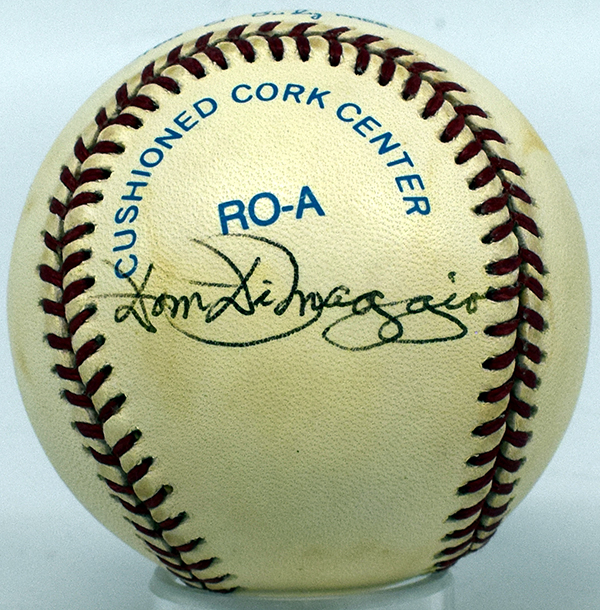 CUSHIONED CORK CENTER
RO-A
Dom DiMaggio